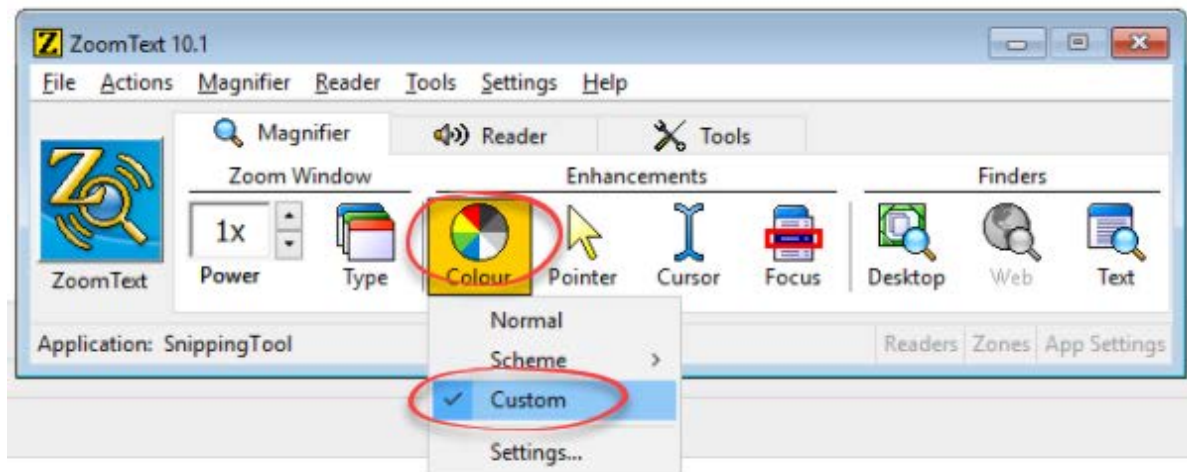 ZoomText 10.1
File Actions Magnifier Reader Tools Settings Help
Magnifier Reader Tools
Zoom Window Enhancements Finders
1x
Power Type Colour Pointer Cursor Focus Desktop Web Text
ZoomText
Normal
Application: SnippingTool Readers Zones App Settings
Scheme
Custom
Settings...